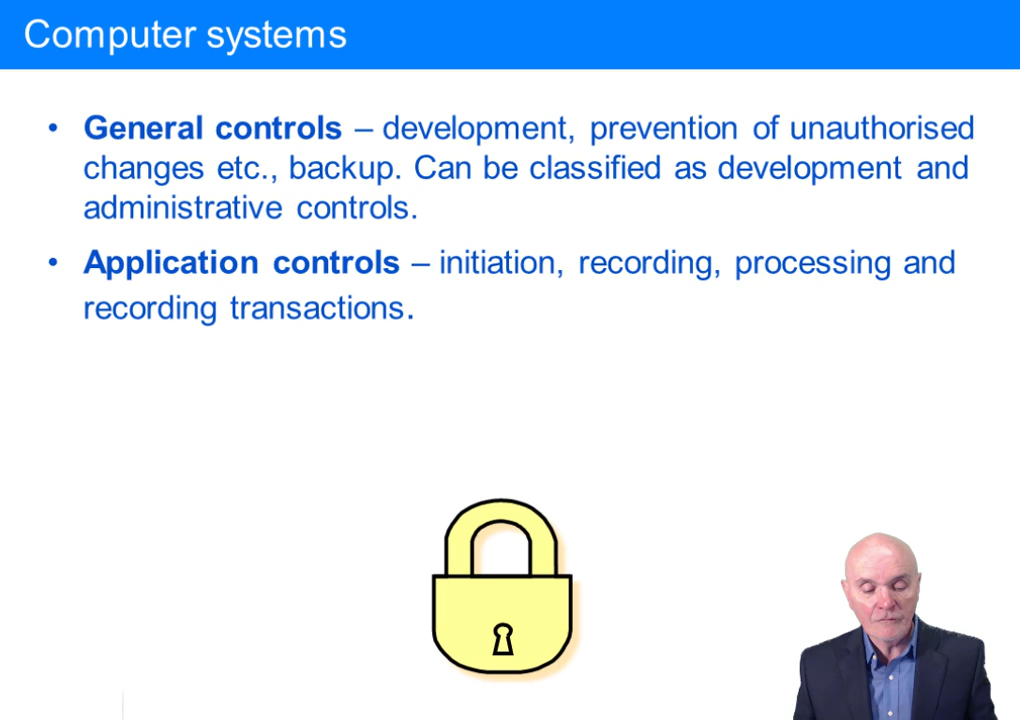 Computer systems
• General controls – development, prevention of unauthorised
changes etc., backup. Can be classified as development and
administrative controls.
• Application controls – initiation, recording, processing and
recording transactions.